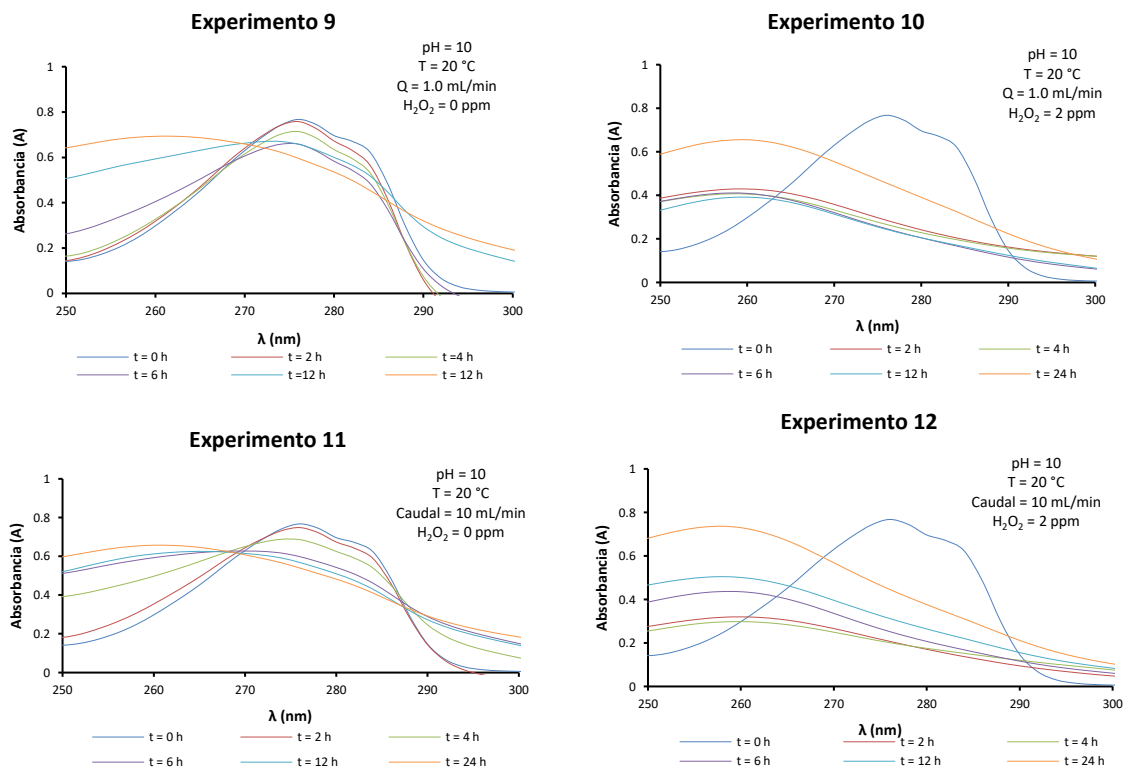 Experimento 9
pH = 10
T = 20 °C
Q = 1.0 mL/min
H₂O₂ = 0 ppm
Absorbancia (A)
1
0.8
0.6
0.4
0.2
0
250 260 270 280 290 300
λ (nm)
t = 0 h t = 2 h t =4 h
t = 6 h t =12 h t = 12 h
Experimento 10
pH = 10
T = 20 °C
Q = 1.0 mL/min
H₂O₂ = 2 ppm
Absorbancia (A)
1
0.8
0.6
0.4
0.2
0
250 260 270 280 290 300
λ (nm)
t = 0 h t = 2 h t = 4 h
t = 6 h t = 12 h t = 24 h
Experimento 11
pH = 10
T = 20 °C
Caudal = 10 mL/min
H₂O₂ = 0 ppm
Absorbancia (A)
1
0.8
0.6
0.4
0.2
0
250 260 270 280 290 300
λ (nm)
t = 0 h t = 2 h t = 4 h
t = 6 h t = 12 h t = 24 h
Experimento 12
pH = 10
T = 20 °C
Caudal = 10 mL/min
H₂O₂ = 2 ppm
Absorbancia (A)
1
0.8
0.6
0.4
0.2
0
250 260 270 280 290 300
λ (nm)
t = 0 h t = 2 h t = 4 h
t = 6 h t = 12 h t = 24 h